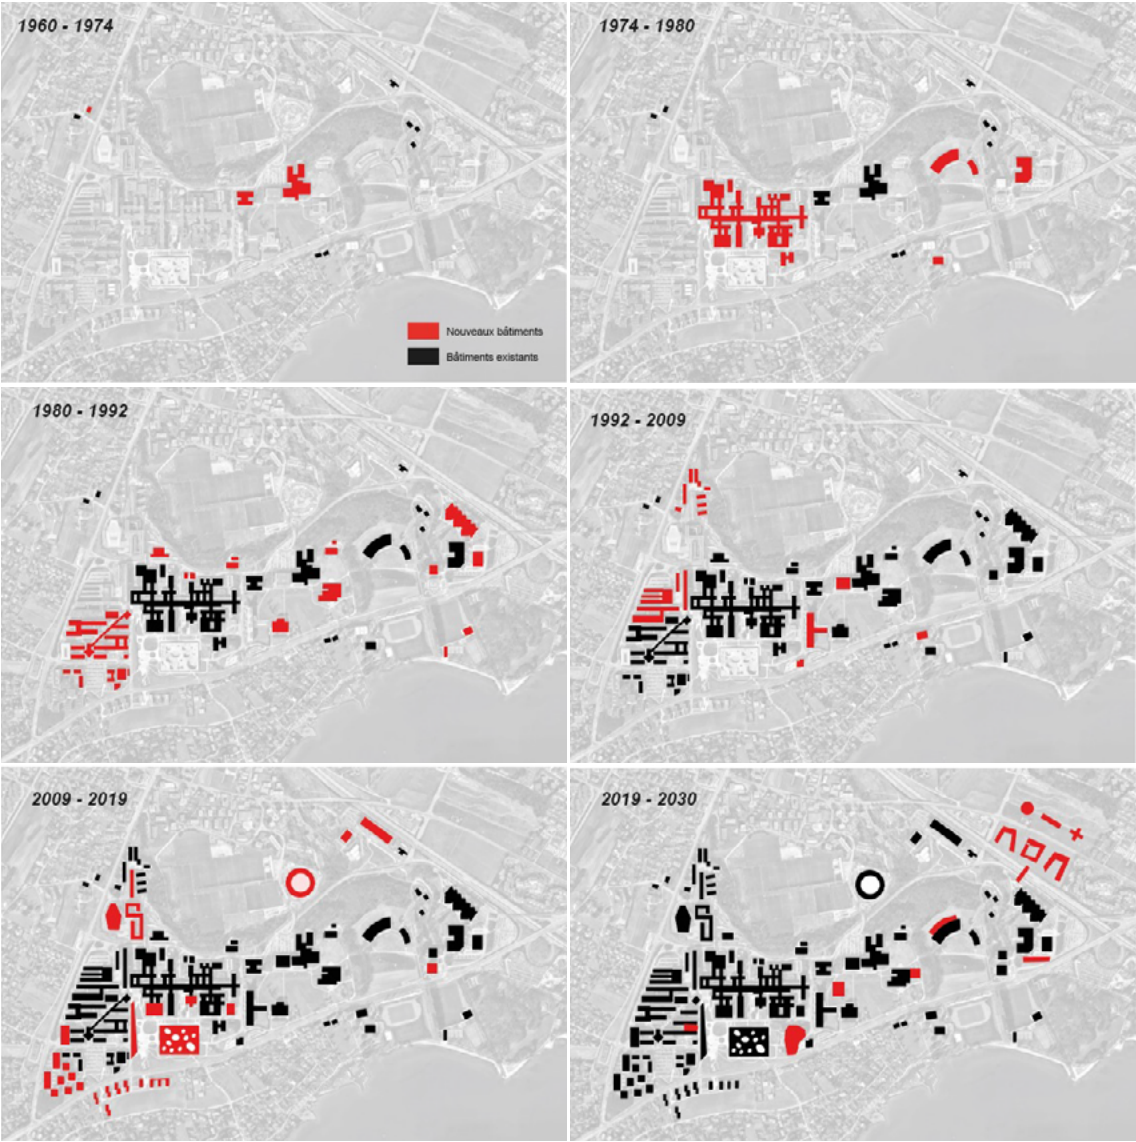 1960 - 1974
1974 - 1980
Nouveaux bâtiments
Bâtiments existants
1980 - 1992
1992 - 2009
2009 - 2019
2019 - 2030